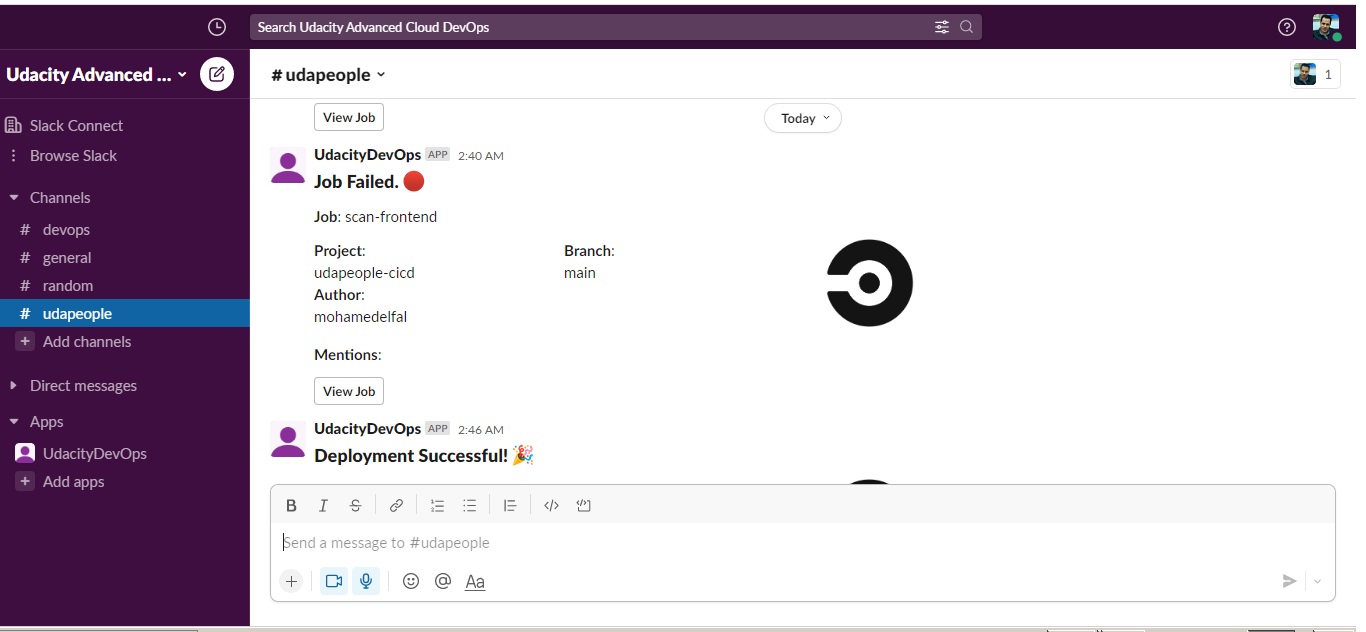 Search Udacity Advanced Cloud DevOps
Udacity Advanced ...
# udapeople
1
Slack Connect
Browse Slack
Channels
# devops
# general
# random
# udapeople
+ Add channels
Direct messages
Apps
UdacityDevOps
+ Add apps
View Job
Today
UdacityDevOps APP 2:40 AM
Job Failed.
Job: scan-frontend
Project: Branch:
udapeople-cicd main
Author:
mohamedelfal
Mentions:
View Job
UdacityDevOps APP 2:46 AM
Deployment Successful! 🎉
B I S
Send a message to #udapeople
+ @ Aa